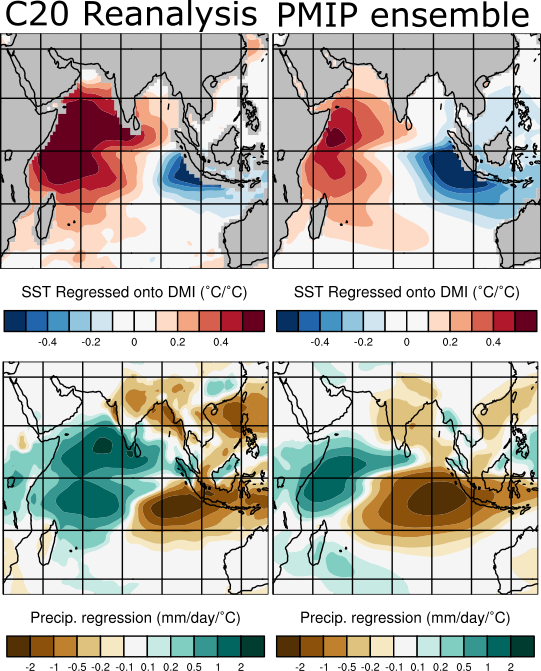 C20 Reanalysis PMIP ensemble
SST Regressed onto DMI (°C/°C) SST Regressed onto DMI (°C/°C)
-0.4 -0.2 0 0.2 0.4 -0.4 -0.2 0 0.2 0.4
Precip. regression (mm/day/°C) Precip. regression (mm/day/°C)
-2 -1 -0.5 -0.2 -0.1 0.1 0.2 0.5 1 2 -2 -1 -0.5 -0.2 -0.1 0.1 0.2 0.5 1 2